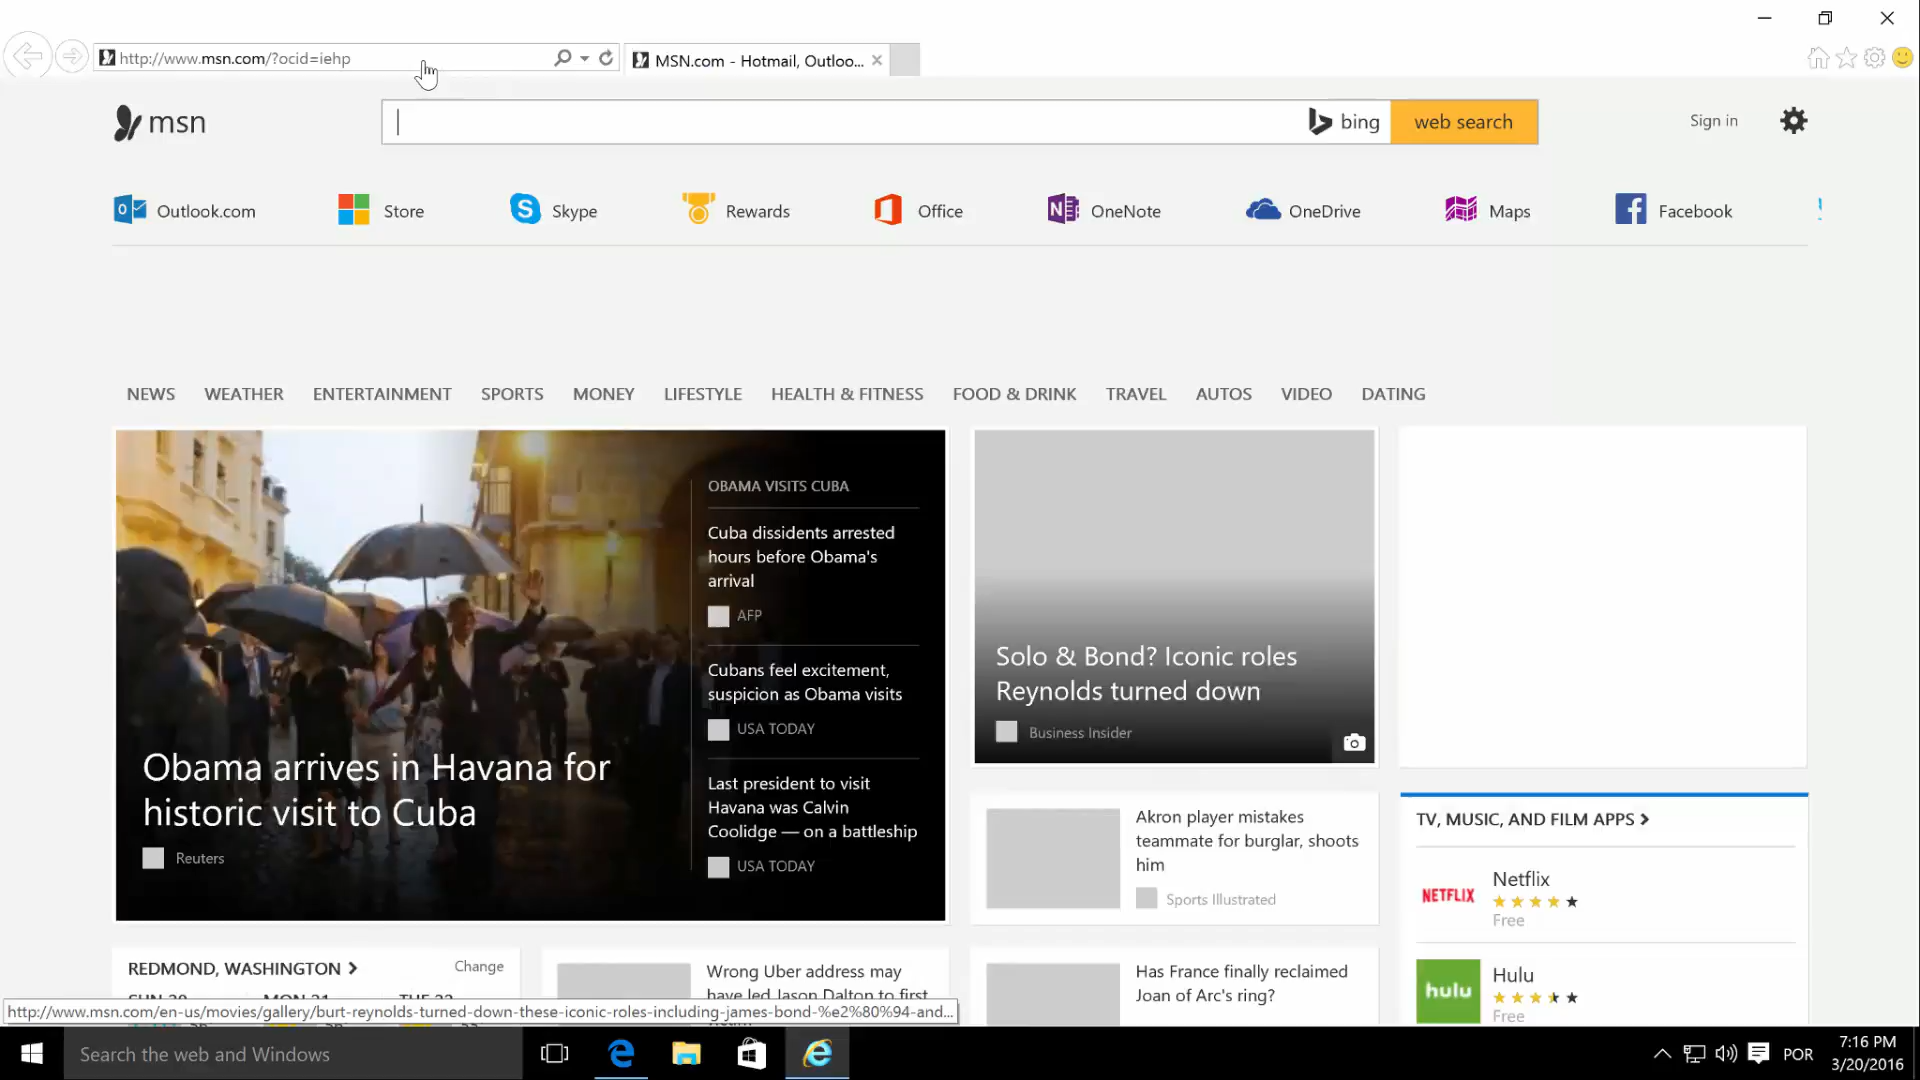 http://www.msn.com/?ocid=iehp
MSN.com - Hotmail, Outloo...
msn
bing
web search
Sign in
Outlook.com
Store
Skype
Rewards
Office
OneNote
OneDrive
Maps
Facebook
NEWS
WEATHER
ENTERTAINMENT
SPORTS
MONEY
LIFESTYLE
HEALTH & FITNESS
FOOD & DRINK
TRAVEL
AUTOS
VIDEO
DATING
OBAMA VISITS CUBA
Cuba dissidents arrested
hours before Obama's
arrival
AFP
Cubans feel excitement,
suspicion as Obama visits
USA TODAY
Last president to visit
Havana was Calvin
Coolidge — on a battleship
USA TODAY
Obama arrives in Havana for
historic visit to Cuba
Reuters
Solo & Bond? Iconic roles
Reynolds turned down
Business Insider
Akron player mistakes
teammate for burglar, shoots
him
Sports Illustrated
TV, MUSIC, AND FILM APPS
NETFLIX
Netflix
Free
hulu
Hulu
Free
REDMOND, WASHINGTON
Change
SUN 20
MON 21
TUE 22
Wrong Uber address may
have led Jason Dalton to first
Has France finally reclaimed
Joan of Arc's ring?
http://www.msn.com/en-us/movies/gallery/burt-reynolds-turned-down-these-iconic-roles-including-james-bond-%e2%80%94-and...
Search the web and Windows
POR
7:16 PM
3/20/2016